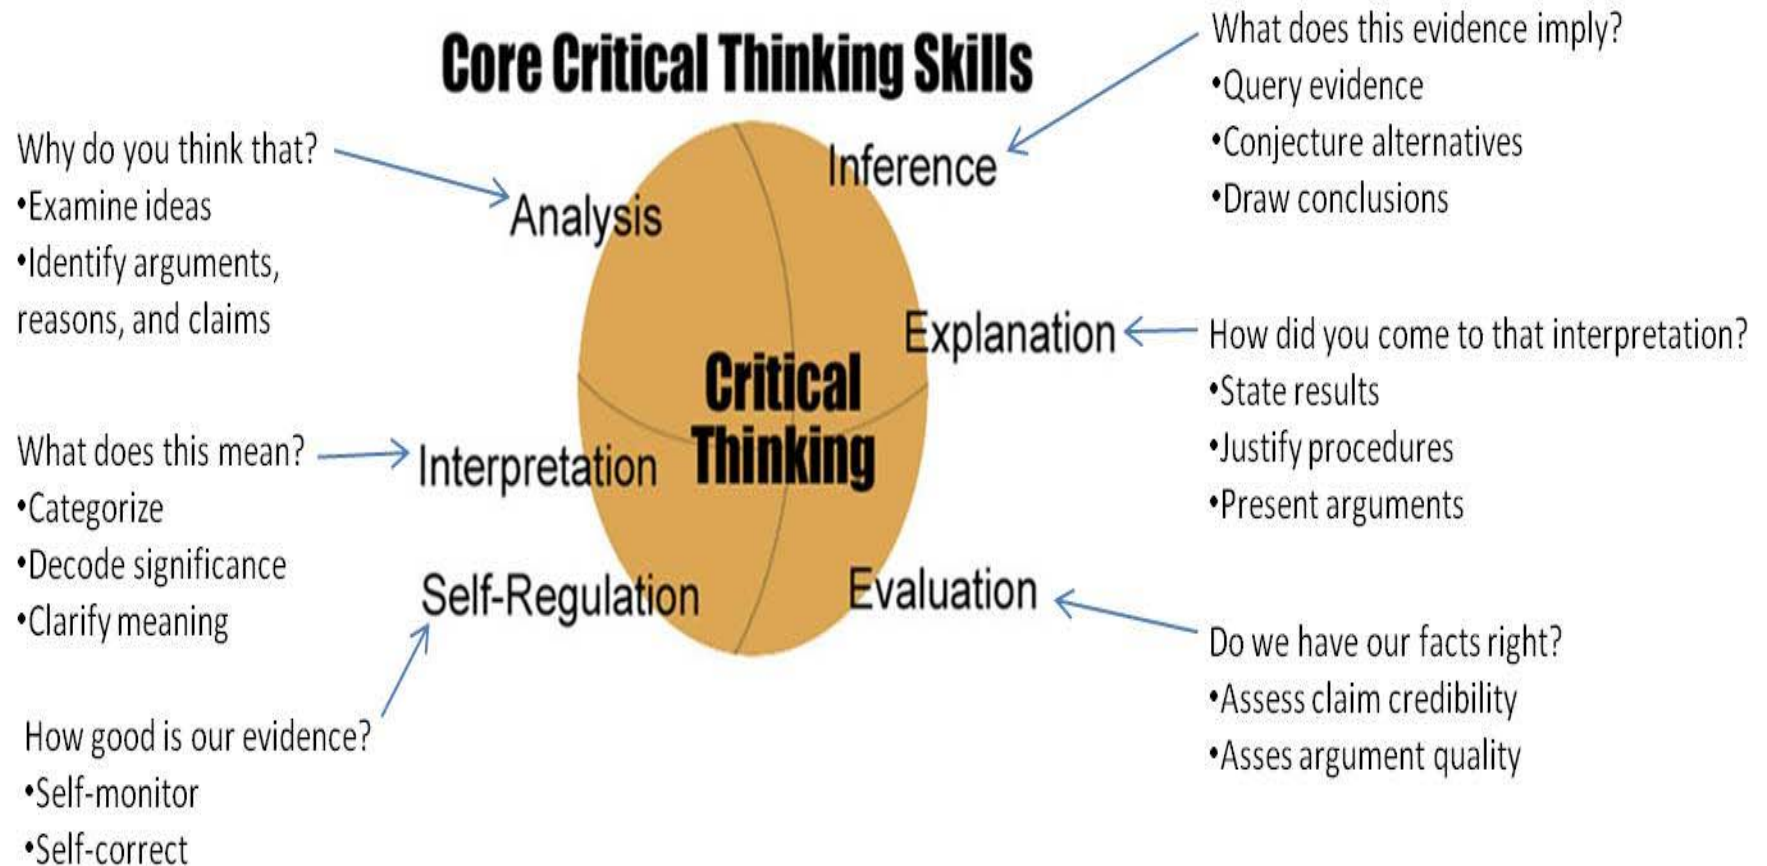 Core Critical Thinking Skills
Why do you think that?
•Examine ideas
•Identify arguments,
reasons, and claims
Analysis
What does this mean?
•Categorize
•Decode significance
•Clarify meaning
Interpretation
How good is our evidence?
•Self-monitor
•Self-correct
Self-Regulation
Critical
Thinking
Inference
What does this evidence imply?
•Query evidence
•Conjecture alternatives
•Draw conclusions
Explanation
How did you come to that interpretation?
•State results
•Justify procedures
•Present arguments
Evaluation
Do we have our facts right?
•Assess claim credibility
•Asses argument quality